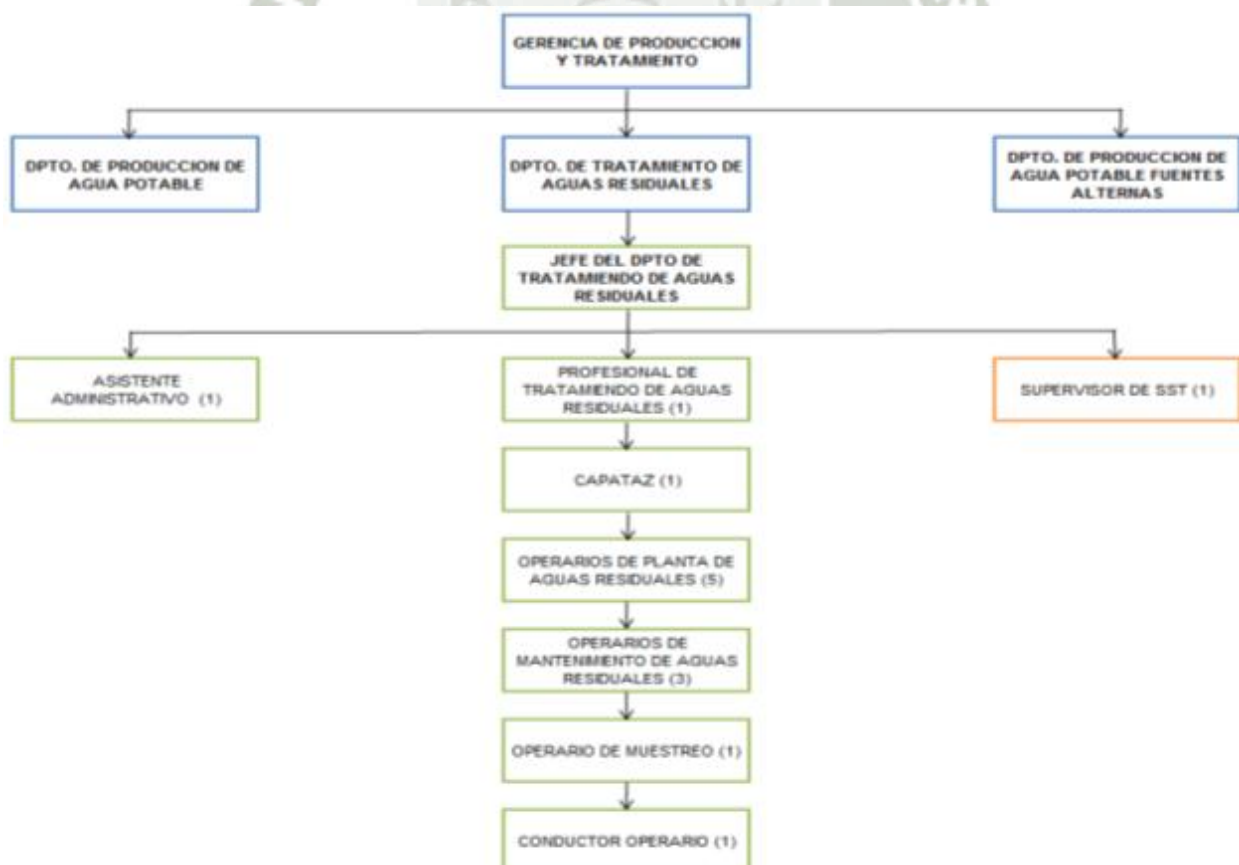 GERENCIA DE PRODUCCION
Y TRATAMIENTO
DPTO. DE PRODUCCION DE
AGUA POTABLE
DPTO. DE TRATAMIENTO DE
AGUAS RESIDUALES
DPTO. DE PRODUCCION DE
AGUA POTABLE FUENTES
ALTERNAS
JEFE DEL DPTO DE
TRATAMIENDO DE AGUAS
RESIDUALES
ASISTENTE
ADMINISTRATIVO (1)
PROFESIONAL DE
TRATAMIENDO DE AGUAS
RESIDUALES (1)
SUPERVISOR DE SST (1)
CAPATAZ (1)
OPERARIOS DE PLANTA DE
AGUAS RESIDUALES (5)
OPERARIOS DE
MANTENIMIENTO DE AGUAS
RESIDUALES (3)
OPERARIO DE MUESTREO (1)
CONDUCTOR OPERARIO (1)